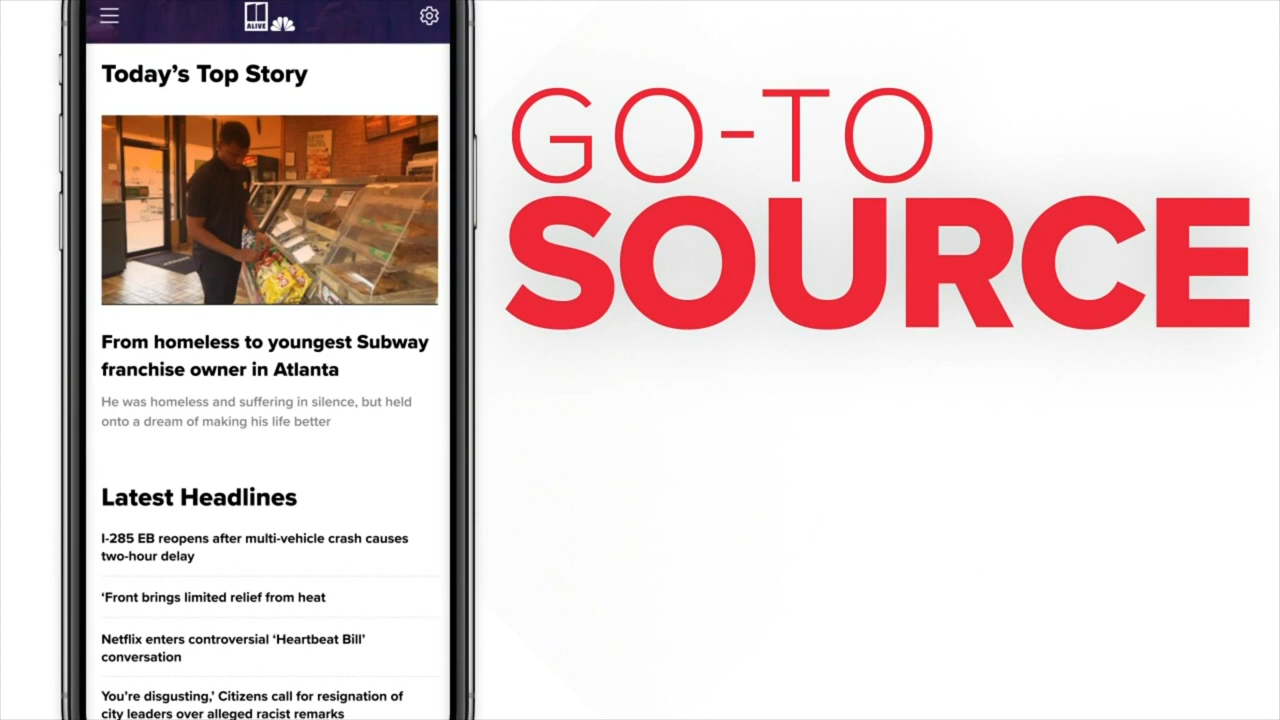 11
ALIVE
Today’s Top Story
From homeless to youngest Subway
franchise owner in Atlanta
He was homeless and suffering in silence, but held
onto a dream of making his life better
Latest Headlines
I-285 EB reopens after multi-vehicle crash causes
two-hour delay
‘Front brings limited relief from heat
Netflix enters controversial ‘Heartbeat Bill’
conversation
You’re disgusting,’ Citizens call for resignation of
city leaders over alleged racist remarks
GO-TO
SOURCE